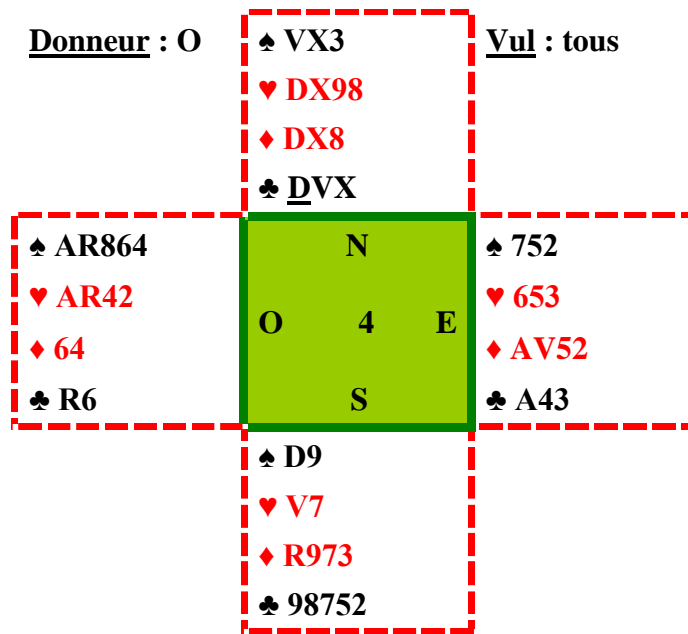 Donneur : O
Vul : tous
♠ VX3
♥ DX98
♦ DX8
♣ DVX
♠ AR864
♥ AR42
♦ 64
♣ R6
N
O 4 E
S
♠ 752
♥ 653
♦ AV52
♣ A43
♠ D9
♥ V7
♦ R973
♣ 98752